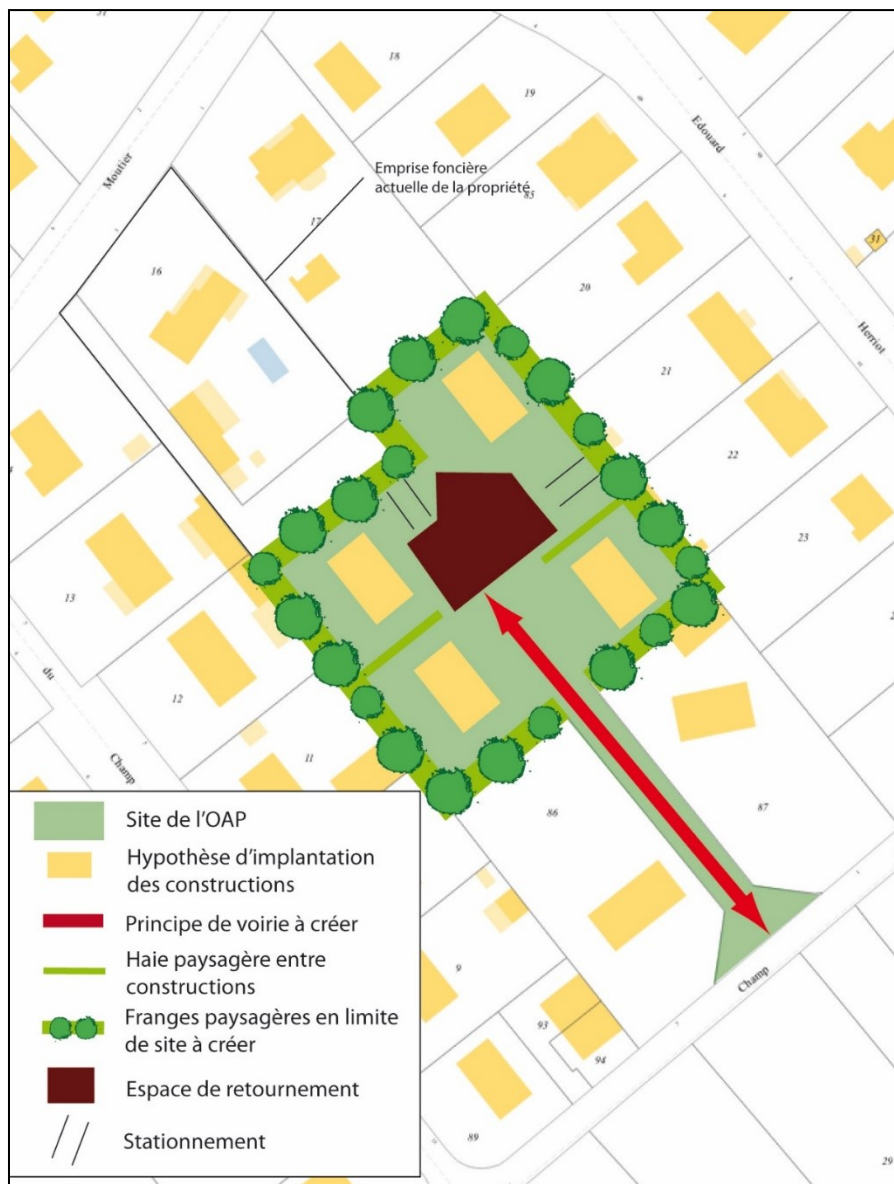 31
18
19
Edouard
Moutier
Emprise foncière
actuelle de la propriété
85
17
31
16
20
Herriot
21
22
23
13
12
du
Champ
11
86
87
Champ
9
93
94
89
29
Site de l'OAP
Hypothèse d'implantation
des constructions
Principe de voirie à créer
Haie paysagère entre
constructions
Franges paysagères en limite
de site à créer
Espace de retournement
Stationnement